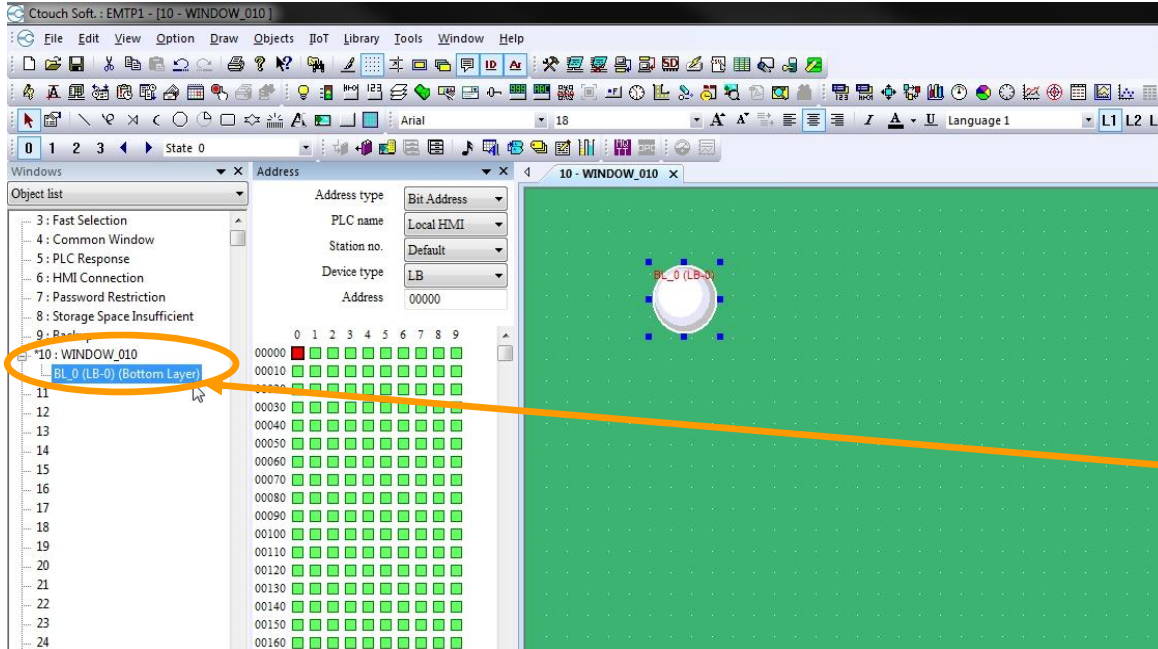 Ctouch Soft. : EMTP1 - [10 - WINDOW_010 ]
File Edit View Option Draw Objects IIoT Library Tools Window Help
Arial 18 Language 1 L1 L2 L
0 1 2 3 State 0
Windows
Object list
3 : Fast Selection
4 : Common Window
5 : PLC Response
6 : HMI Connection
7 : Password Restriction
8 : Storage Space Insufficient
*10 : WINDOW_010
BL_0 (LB-0) (Bottom Layer)
11
12
13
14
15
16
17
18
19
20
21
22
23
24
Address
Address type Bit Address
PLC name Local HMI
Station no. Default
Device type LB
Address 00000
0 1 2 3 4 5 6 7 8 9
00000
00010
00030
00040
00050
00060
00070
00080
00090
00100
00110
00120
00130
00140
00150
00160
10 - WINDOW_010
BL_0 (LB-0)